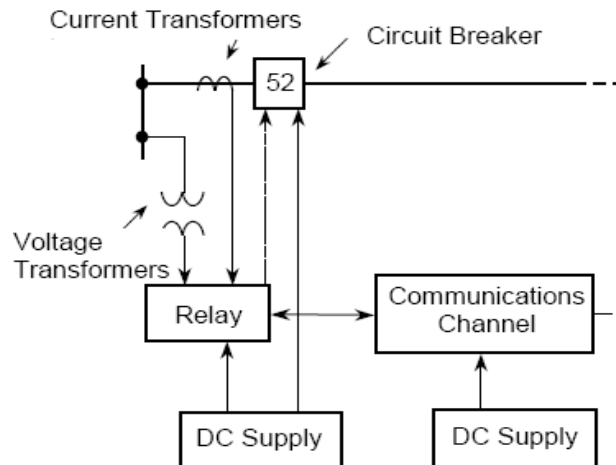 Current Transformers
Circuit Breaker
52
Voltage
Transformers
Relay
Communications
Channel
DC Supply
DC Supply